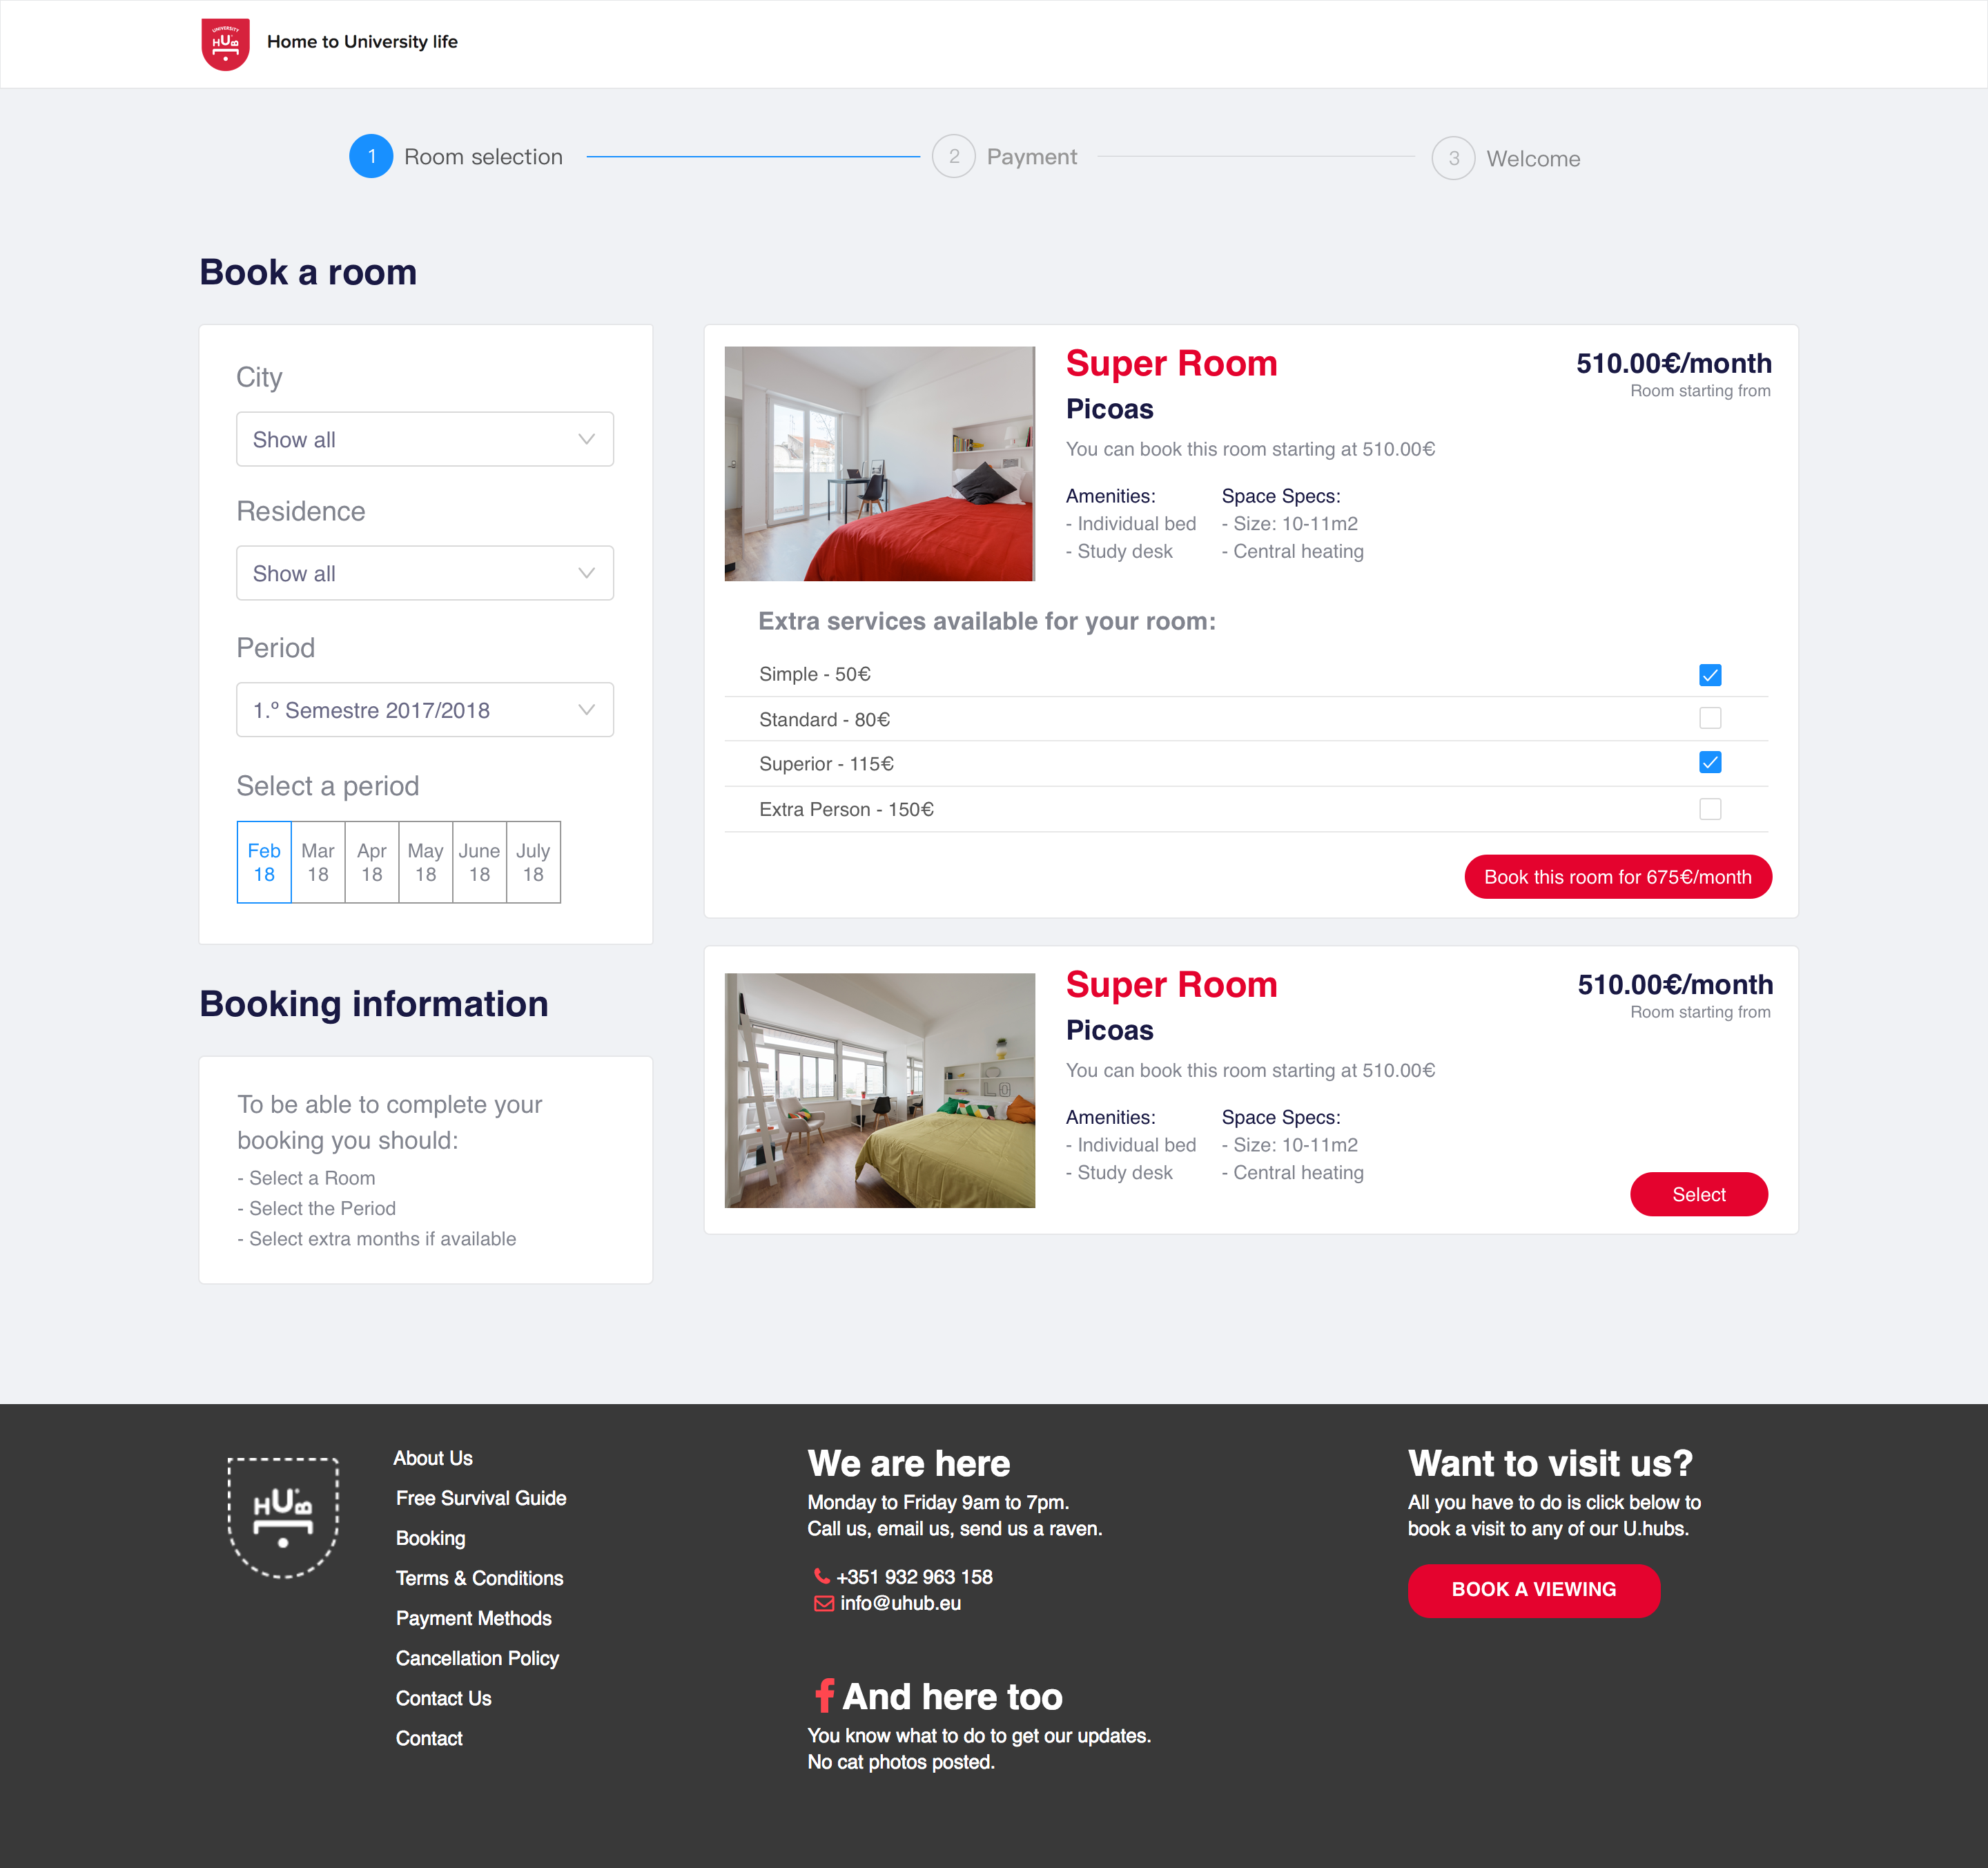 UNIVERSITY
HUB
Home to University life
1 Room selection
2 Payment
3 Welcome
Book a room
City
Show all
Residence
Show all
Period
1.º Semestre 2017/2018
Select a period
Feb 18
Mar 18
Apr 18
May 18
June 18
July 18
Booking information
To be able to complete your
booking you should:
- Select a Room
- Select the Period
- Select extra months if available
Super Room
510.00€/month
Room starting from
Picoas
You can book this room starting at 510.00€
Amenities:
- Individual bed
- Study desk
Space Specs:
- Size: 10-11m2
- Central heating
Extra services available for your room:
Simple - 50€
Standard - 80€
Superior - 115€
Extra Person - 150€
Book this room for 675€/month
Super Room
510.00€/month
Room starting from
Picoas
You can book this room starting at 510.00€
Amenities:
- Individual bed
- Study desk
Space Specs:
- Size: 10-11m2
- Central heating
Select
HUB
About Us
Free Survival Guide
Booking
Terms & Conditions
Payment Methods
Cancellation Policy
Contact Us
Contact
We are here
Monday to Friday 9am to 7pm.
Call us, email us, send us a raven.
+351 932 963 158
info@uhub.eu
And here too
You know what to do to get our updates.
No cat photos posted.
Want to visit us?
All you have to do is click below to
book a visit to any of our U.hubs.
BOOK A VIEWING